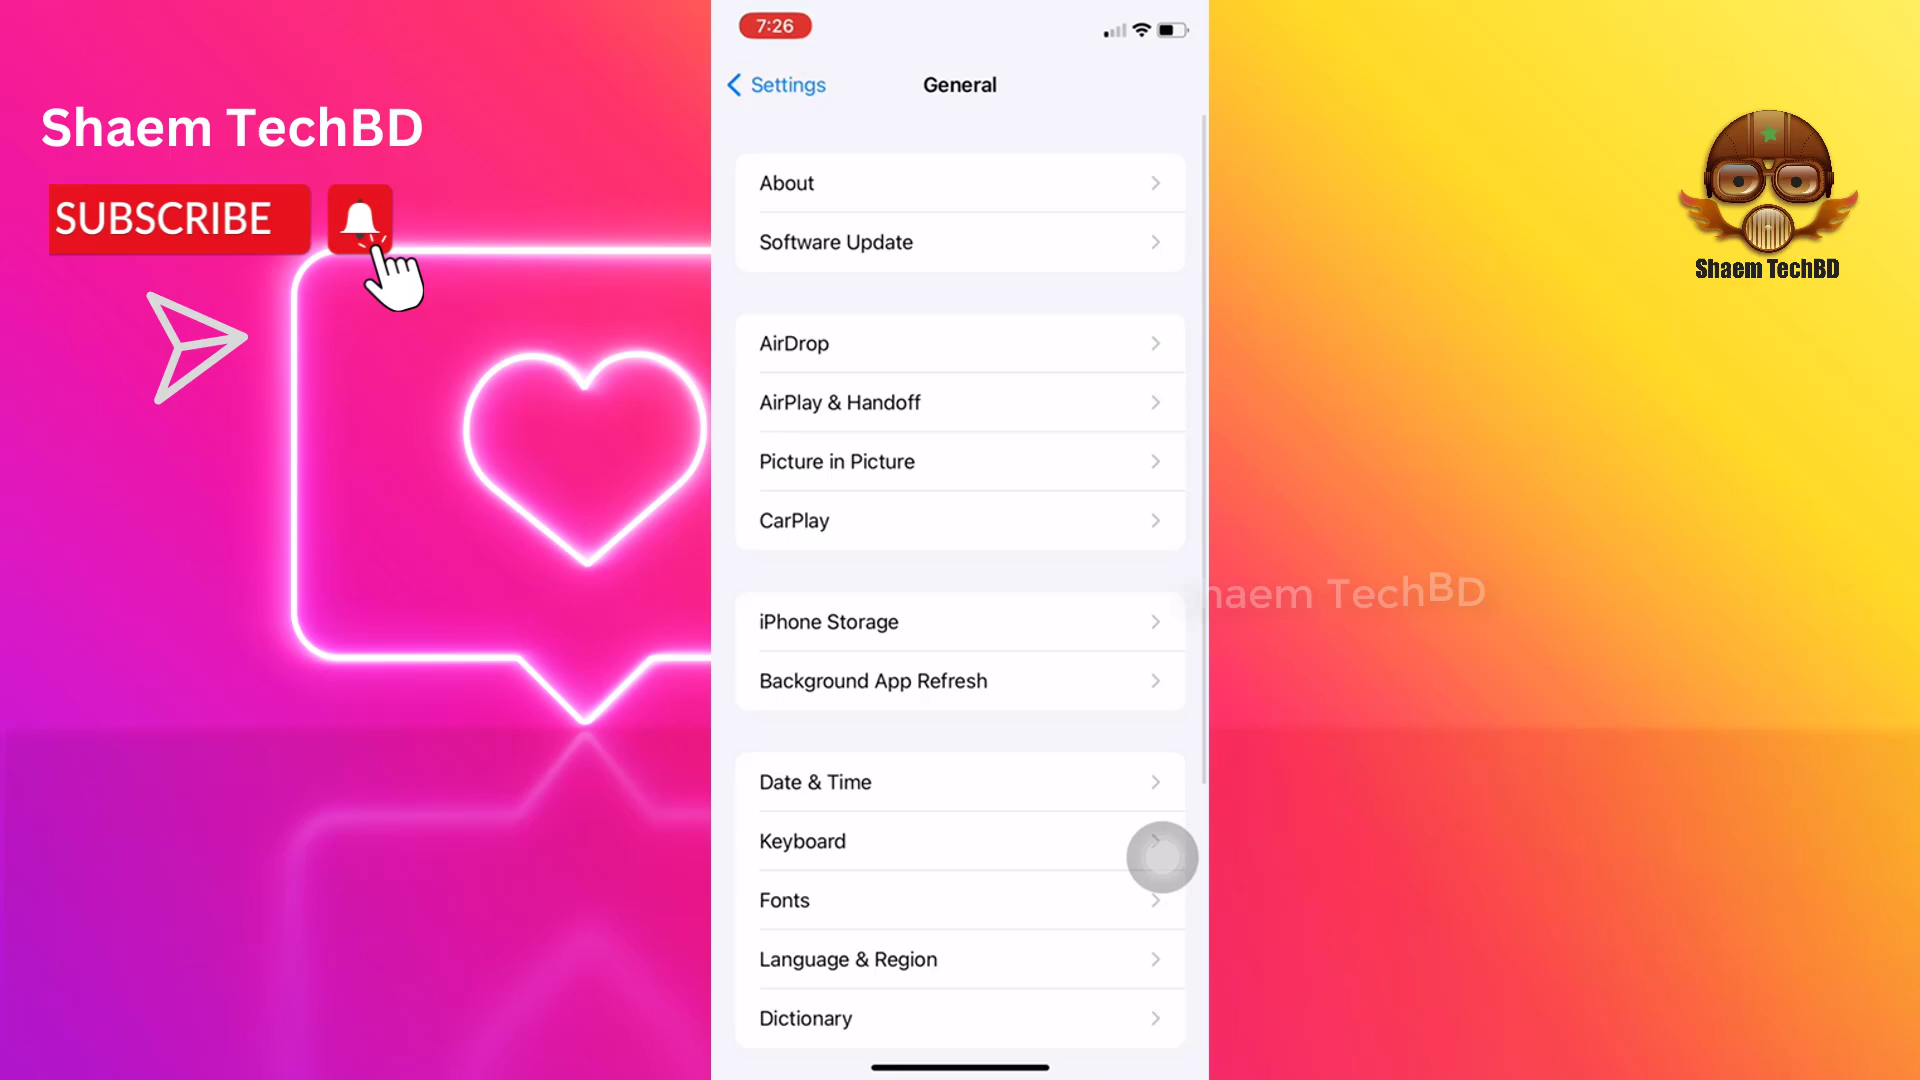 Shaem TechBD
SUBSCRIBE
7:26
Settings
General
About
Software Update
AirDrop
AirPlay & Handoff
Picture in Picture
CarPlay
iPhone Storage
Background App Refresh
Date & Time
Keyboard
Fonts
Language & Region
Dictionary
Shaem TechBD
haem TechBD